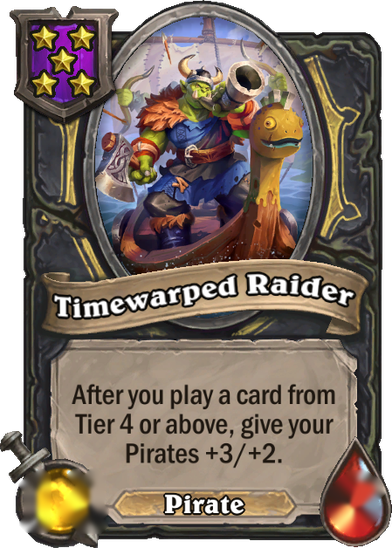 Timewarped Raider
After you play a card from
Tier 4 or above, give your
Pirates +3/+2.
Pirate